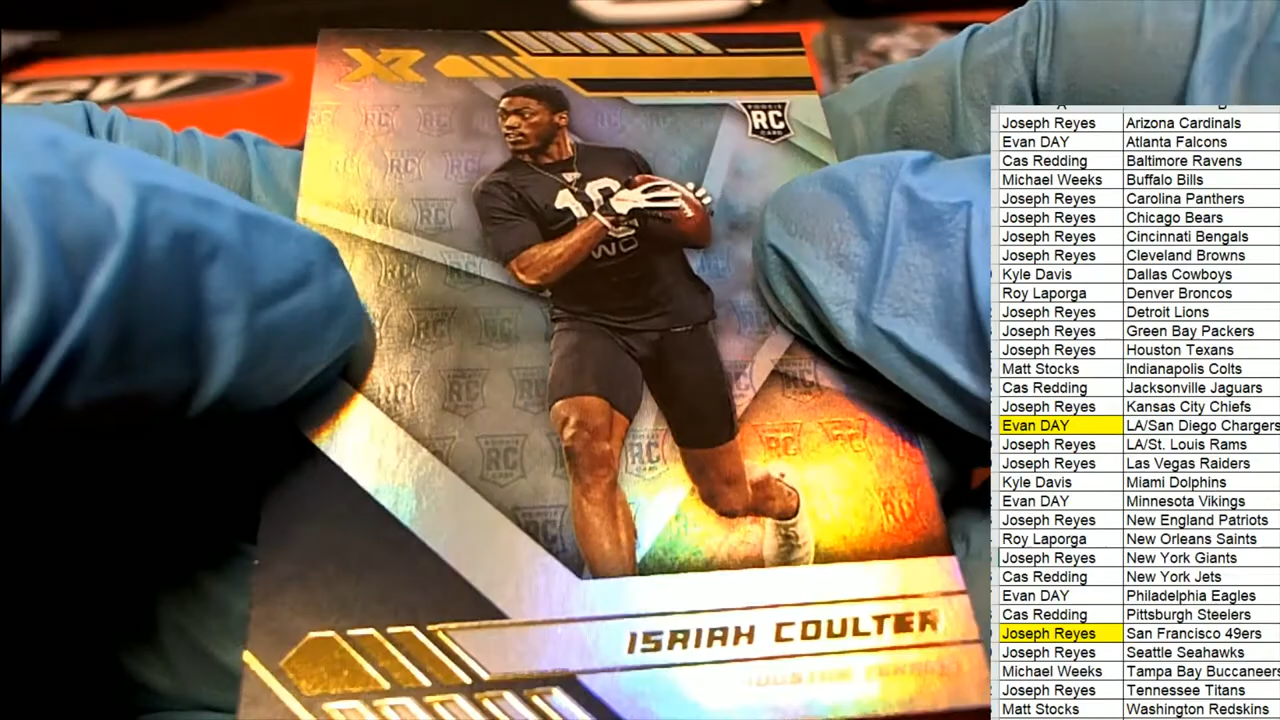 CW
XR
ROOKIE
RC
CARD
10
WO
ISAIAH COULTER
HOUSTON TEXANS
A B
Joseph Reyes Arizona Cardinals
Evan DAY Atlanta Falcons
Cas Redding Baltimore Ravens
Michael Weeks Buffalo Bills
Joseph Reyes Carolina Panthers
Joseph Reyes Chicago Bears
Joseph Reyes Cincinnati Bengals
Joseph Reyes Cleveland Browns
Kyle Davis Dallas Cowboys
Roy Laporga Denver Broncos
Joseph Reyes Detroit Lions
Joseph Reyes Green Bay Packers
Joseph Reyes Houston Texans
Matt Stocks Indianapolis Colts
Cas Redding Jacksonville Jaguars
Joseph Reyes Kansas City Chiefs
Evan DAY LA/San Diego Chargers
Joseph Reyes LA/St. Louis Rams
Joseph Reyes Las Vegas Raiders
Kyle Davis Miami Dolphins
Evan DAY Minnesota Vikings
Joseph Reyes New England Patriots
Roy Laporga New Orleans Saints
Joseph Reyes New York Giants
Cas Redding New York Jets
Evan DAY Philadelphia Eagles
Cas Redding Pittsburgh Steelers
Joseph Reyes San Francisco 49ers
Joseph Reyes Seattle Seahawks
Michael Weeks Tampa Bay Buccaneers
Joseph Reyes Tennessee Titans
Matt Stocks Washington Redskins